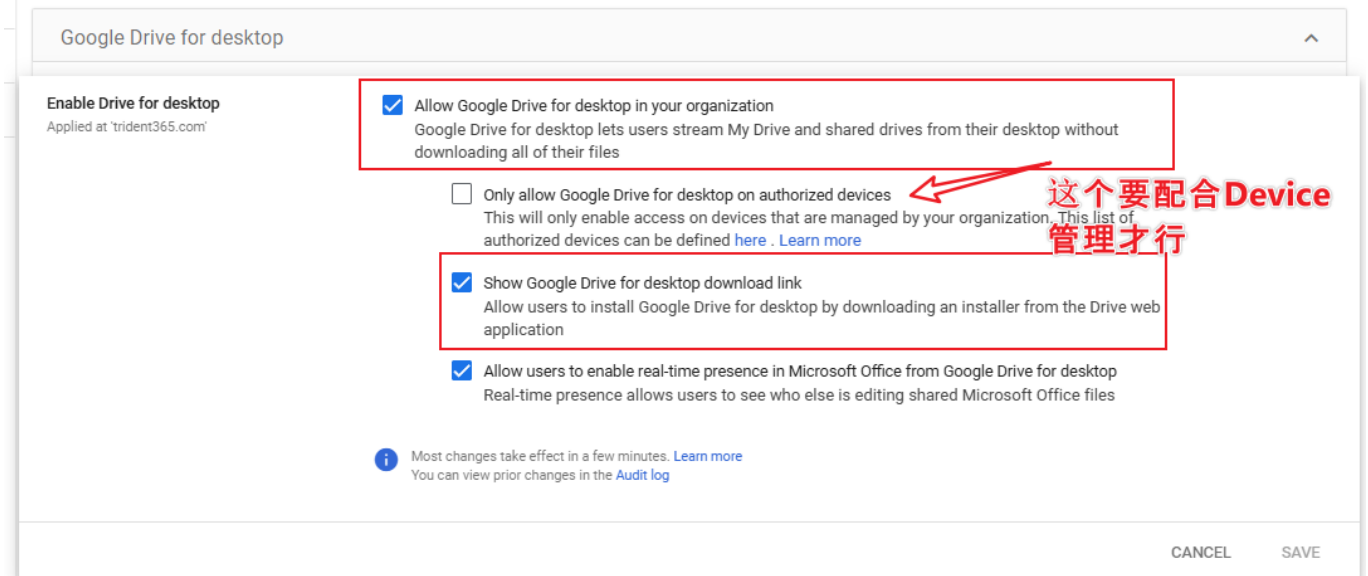 Google Drive for desktop
Enable Drive for desktop
Applied at 'trident365.com'
Allow Google Drive for desktop in your organization
Google Drive for desktop lets users stream My Drive and shared drives from their desktop without
downloading all of their files
Only allow Google Drive for desktop on authorized devices
This will only enable access on devices that are managed by your organization. This list of
authorized devices can be defined here . Learn more
这个要配合Device
管理才行
Show Google Drive for desktop download link
Allow users to install Google Drive for desktop by downloading an installer from the Drive web
application
Allow users to enable real-time presence in Microsoft Office from Google Drive for desktop
Real-time presence allows users to see who else is editing shared Microsoft Office files
Most changes take effect in a few minutes. Learn more
You can view prior changes in the Audit log
CANCEL SAVE